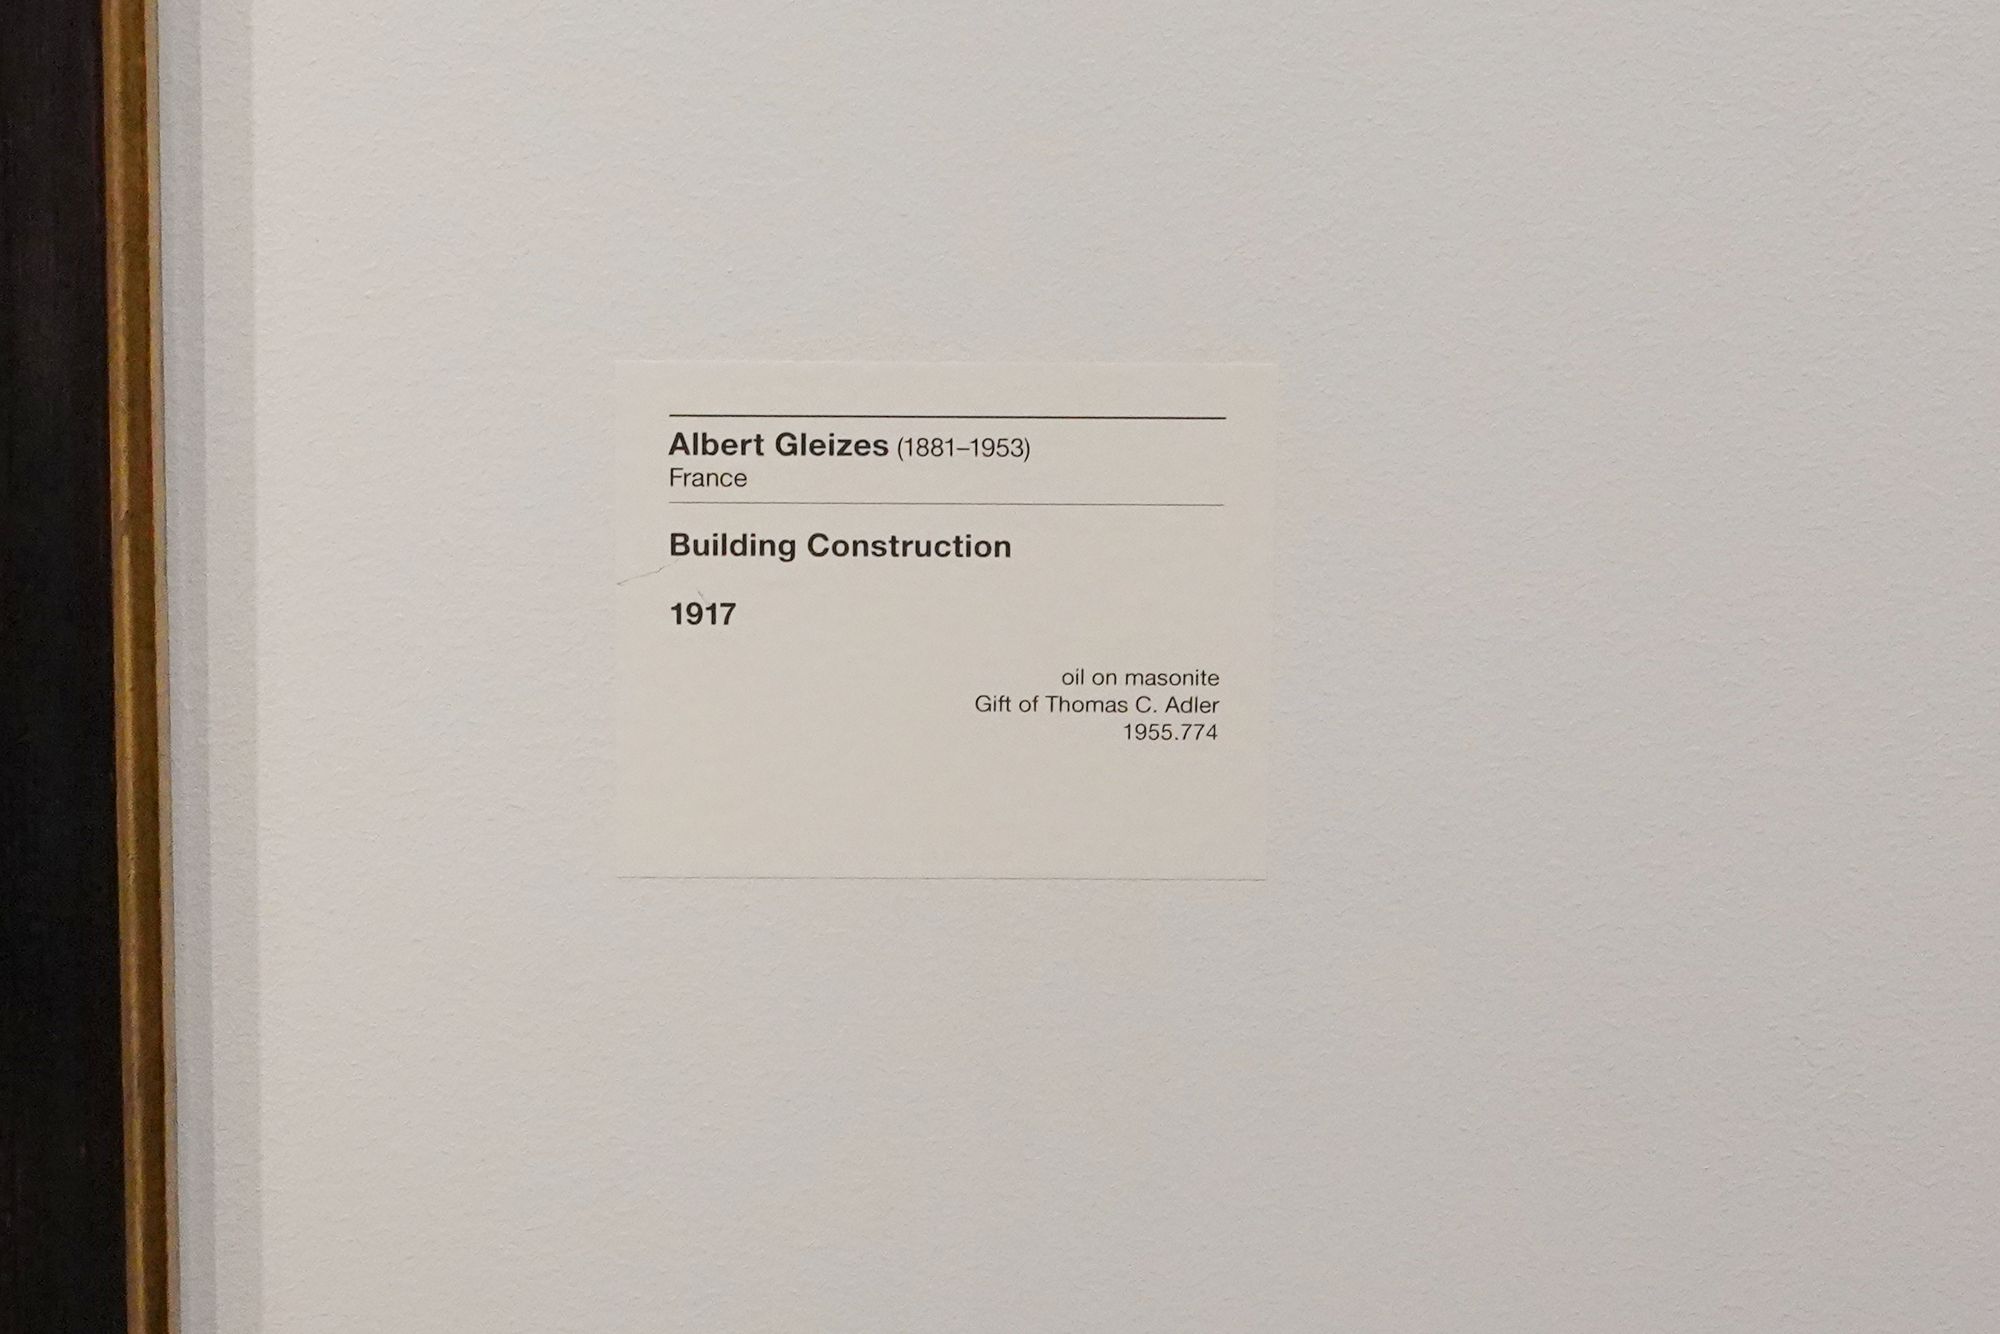 Albert Gleizes (1881–1953)
France
Building Construction
1917
oil on masonite
Gift of Thomas C. Adler
1955.774